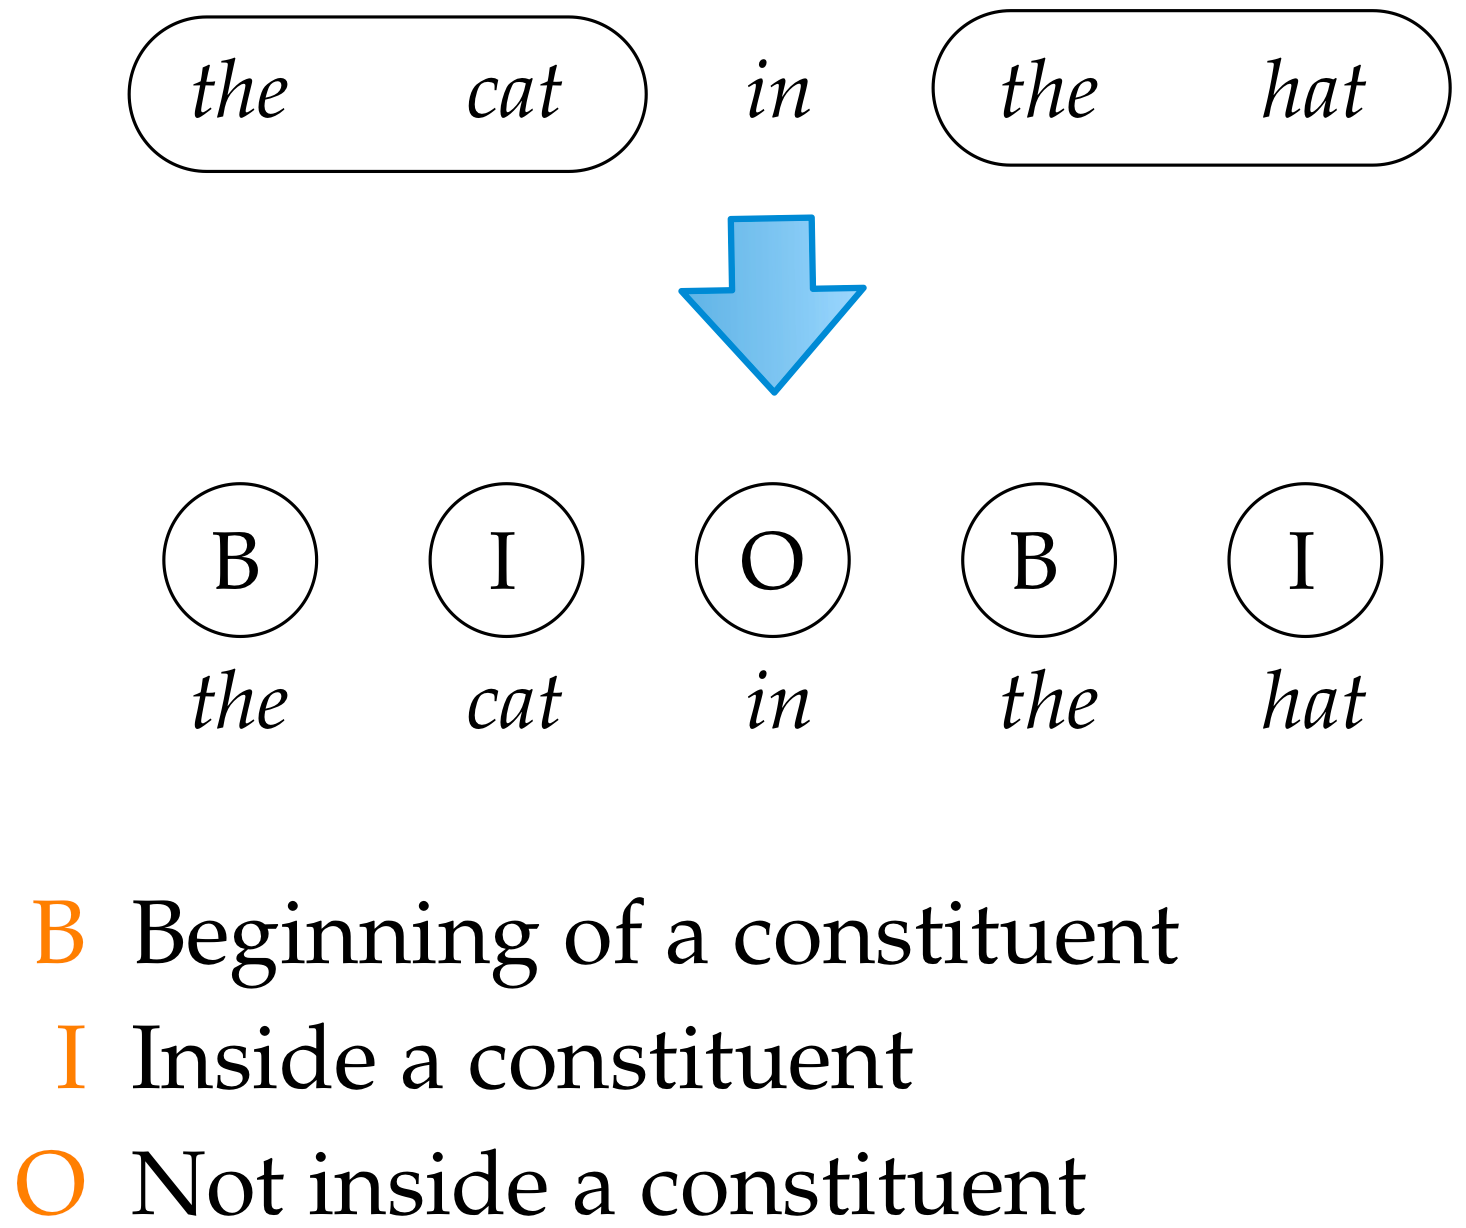 the cat in the hat
B I O B I
the cat in the hat
B Beginning of a constituent
I Inside a constituent
O Not inside a constituent